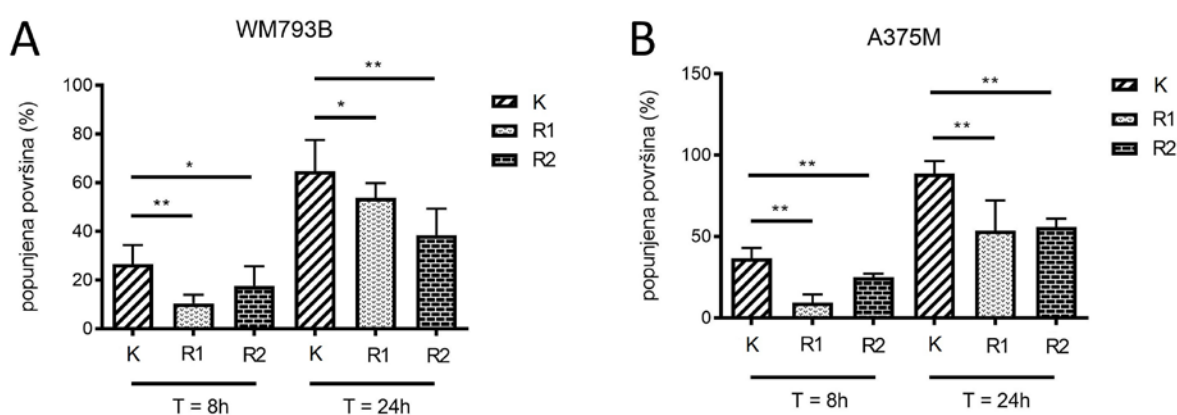 A
WM793B
popunjena površina (%)
100
80
60
40
20
0
**
*
*
**
K
R1
R2
K
R1
R2
K
R1
R2
T = 8h
T = 24h
B
A375M
popunjena površina (%)
150
100
50
0
**
**
**
**
K
R1
R2
K
R1
R2
K
R1
R2
T = 8h
T = 24h